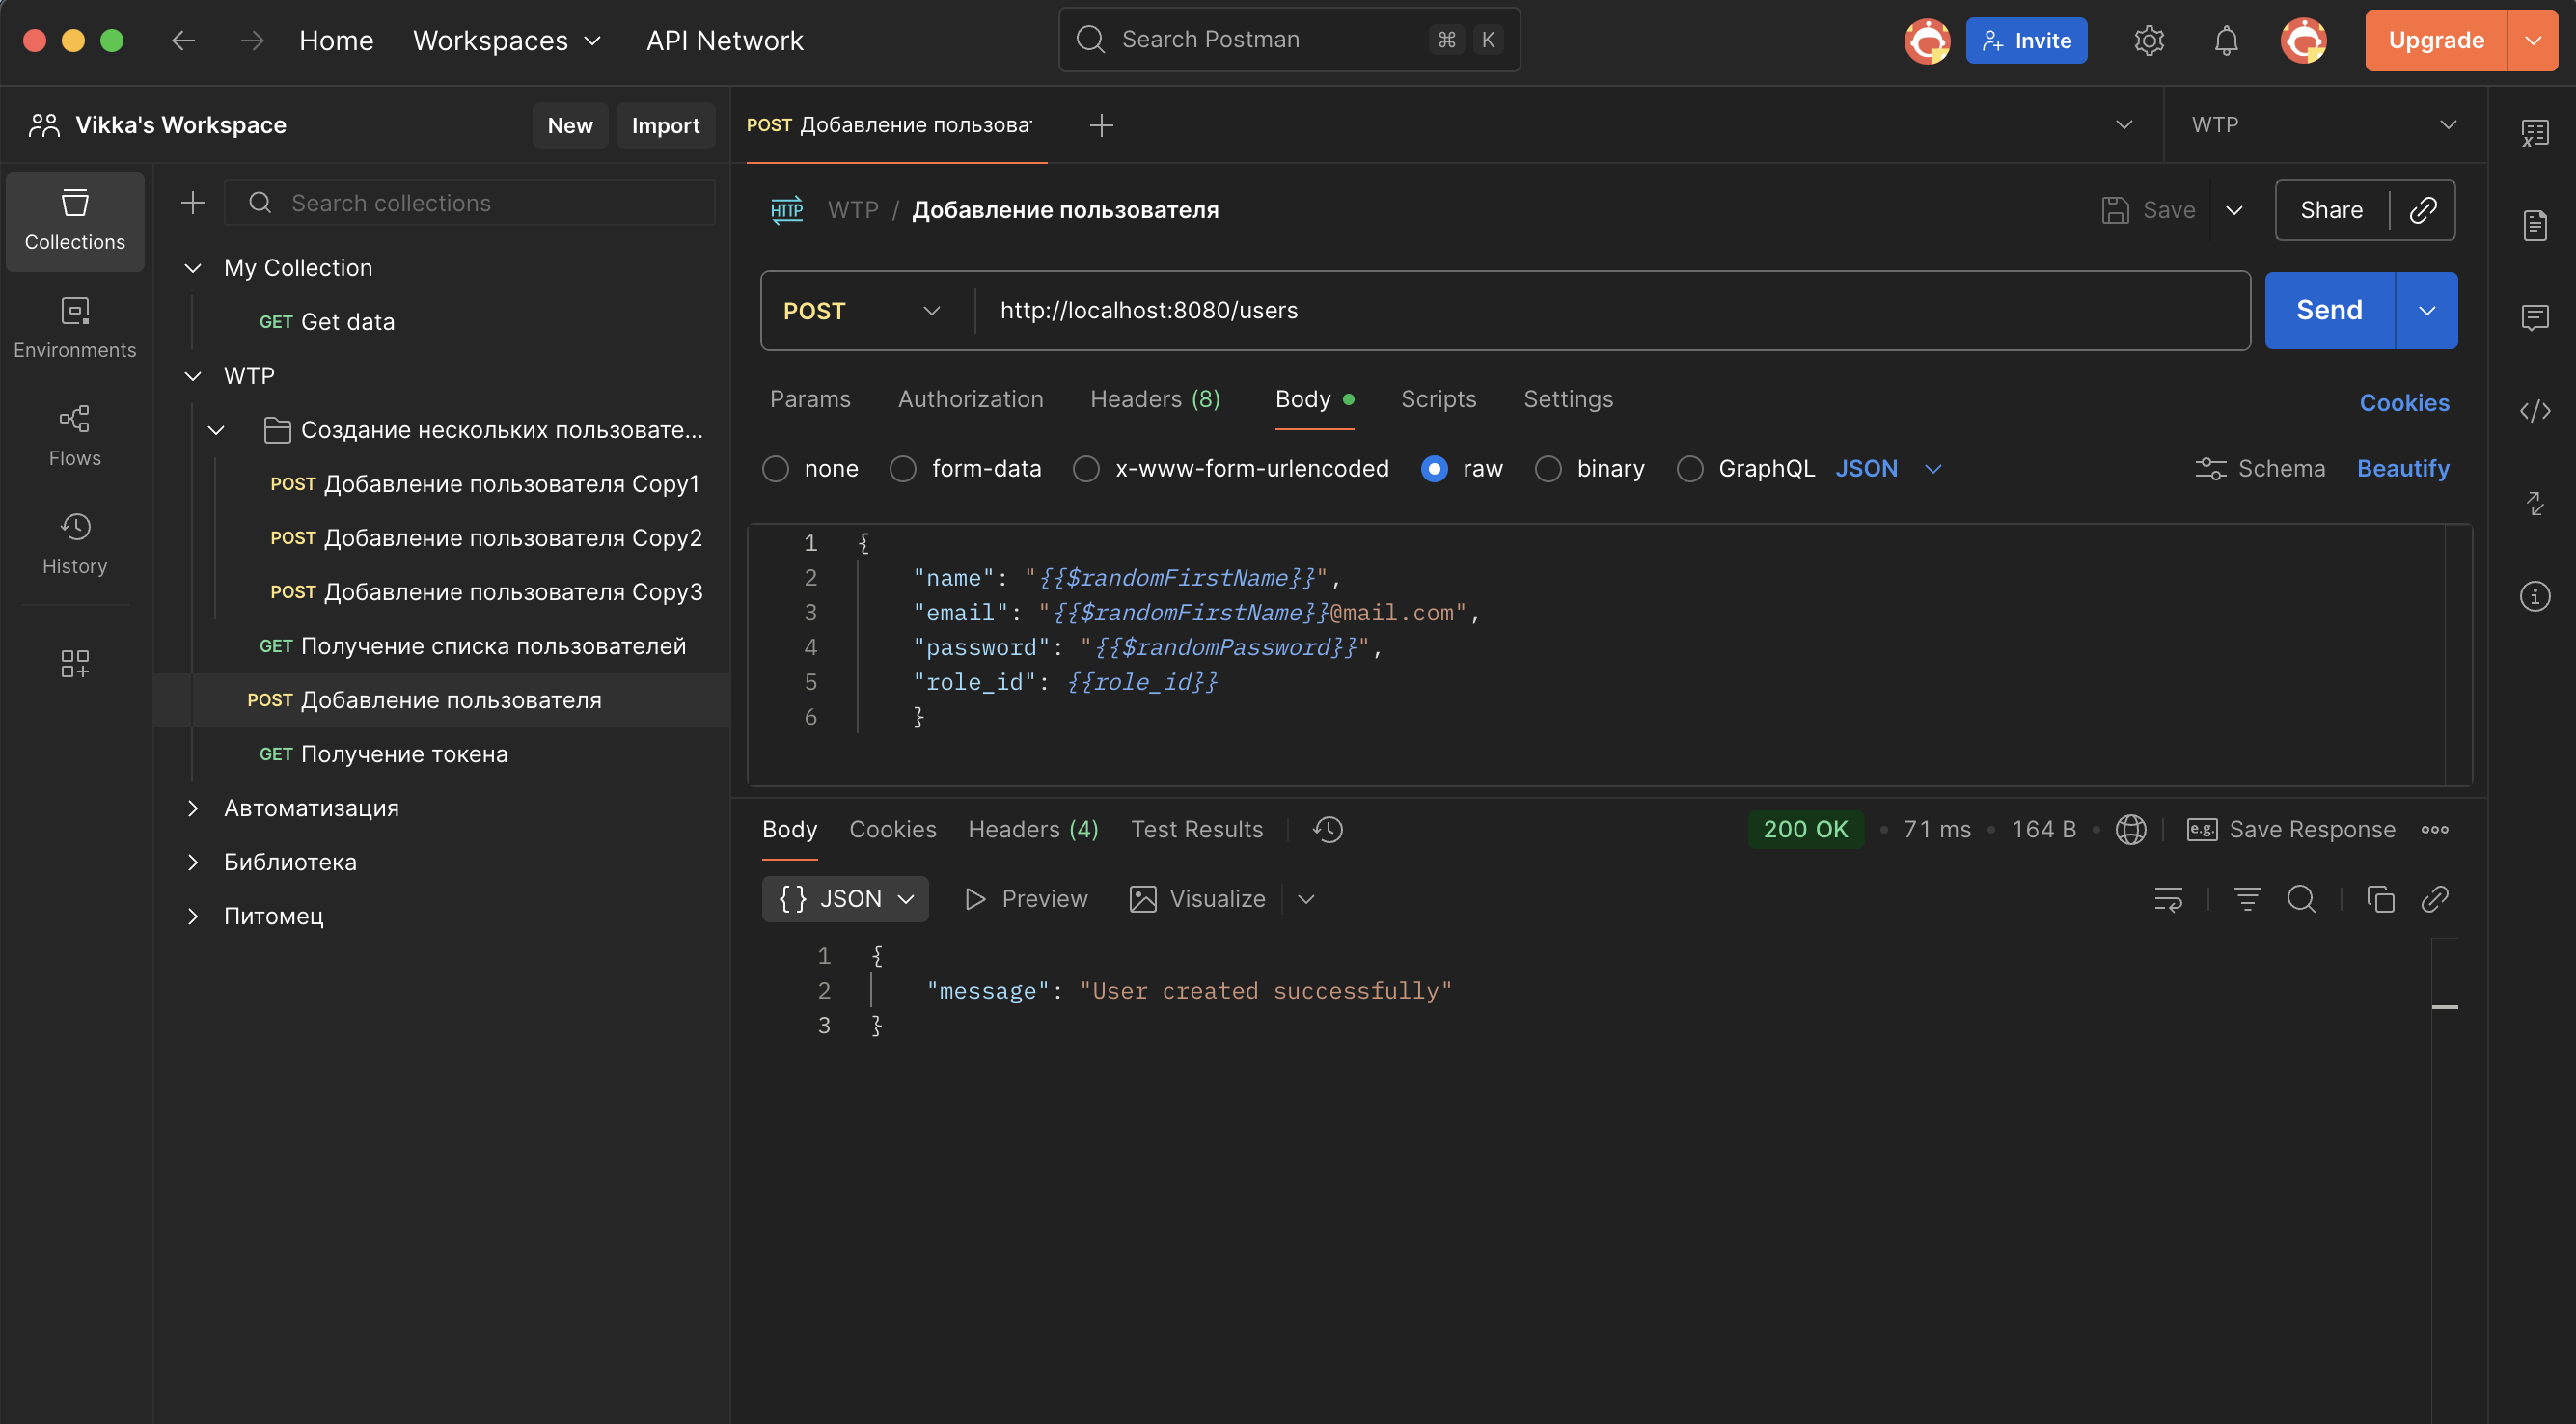 Home Workspaces API Network Search Postman ⌘ K Invite Upgrade
Vikka's Workspace New Import POST Добавление пользова WTP
Search collections
Collections
Environments
Flows
History
My Collection
GET Get data
WTP
Создание нескольких пользовате...
POST Добавление пользователя Copy1
POST Добавление пользователя Copy2
POST Добавление пользователя Copy3
GET Получение списка пользователей
POST Добавление пользователя
GET Получение токена
Автоматизация
Библиотека
Питомец
HTTP WTP / Добавление пользователя Save Share
POST http://localhost:8080/users Send
Params Authorization Headers (8) Body Scripts Settings Cookies
none form-data x-www-form-urlencoded raw binary GraphQL JSON Schema Beautify
1 {
2 "name": "{{$randomFirstName}}",
3 "email": "{{$randomFirstName}}@mail.com",
4 "password": "{{$randomPassword}}",
5 "role_id": {{role_id}}
6 }
Body Cookies Headers (4) Test Results 200 OK • 71 ms • 164 B • e.g. Save Response
{} JSON Preview Visualize
1 {
2 "message": "User created successfully"
3 }